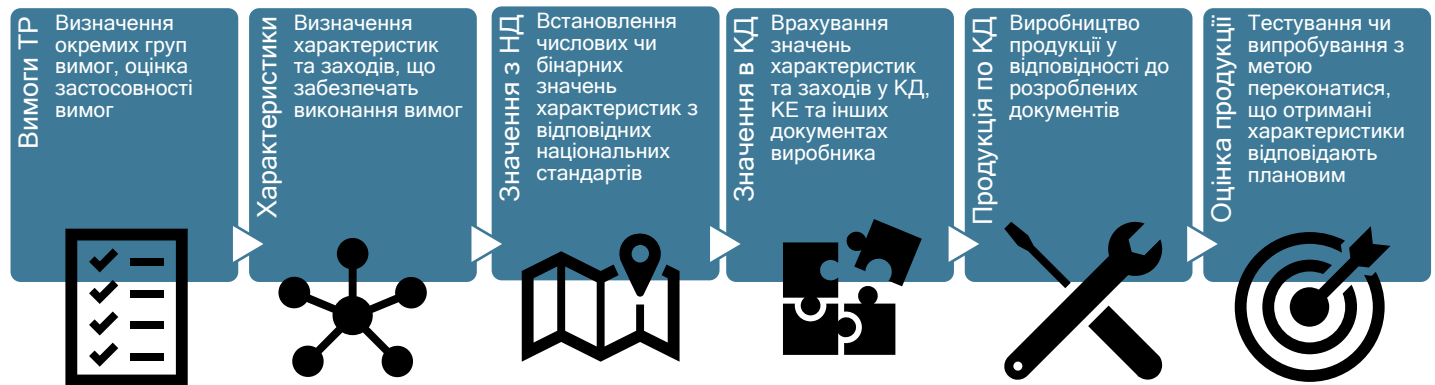 Вимоги ТР
Визначення
окремих груп
вимог, оцінка
застосовності
вимог
Характеристики
Визначення
характеристик
та заходів, що
забезпечать
виконання вимог
Значення з НД
Встановлення
числових чи
бінарних
значень
характеристик з
відповідних
національних
стандартів
Значення в КД
Врахування
значень
характеристик
та заходів у КД,
КЕ та інших
документах
виробника
Продукція по КД
Виробництво
продукції у
відповідності до
розроблених
документів
Оцінка продукції
Тестування чи
випробування з
метою
переконатися,
що отримані
характеристики
відповідають
плановим